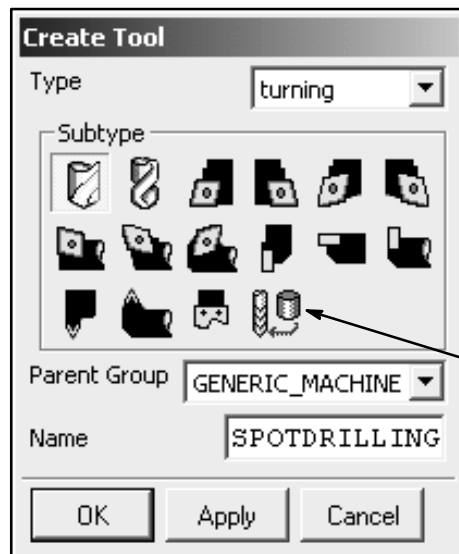 Create Tool
Type turning
Subtype
Parent Group GENERIC_MACHINE
Name SPOTDRILLING
OK Apply Cancel